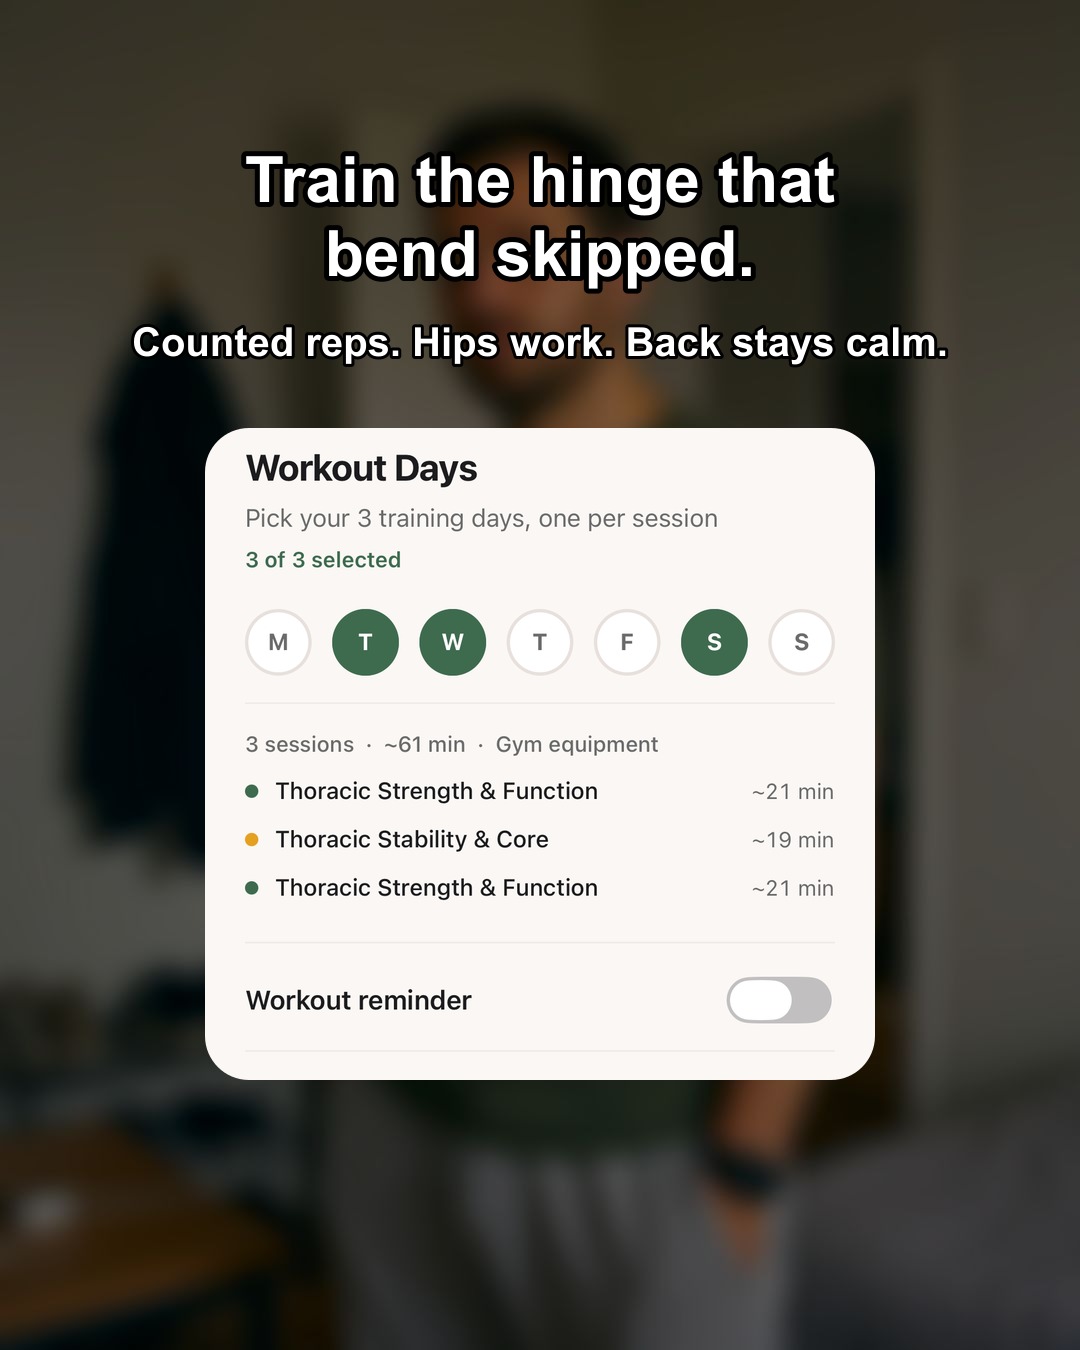 Train the hinge that
bend skipped.
Counted reps. Hips work. Back stays calm.
Workout Days
Pick your 3 training days, one per session
3 of 3 selected
M T W T F S S
3 sessions · ~61 min · Gym equipment
Thoracic Strength & Function ~21 min
Thoracic Stability & Core ~19 min
Thoracic Strength & Function ~21 min
Workout reminder